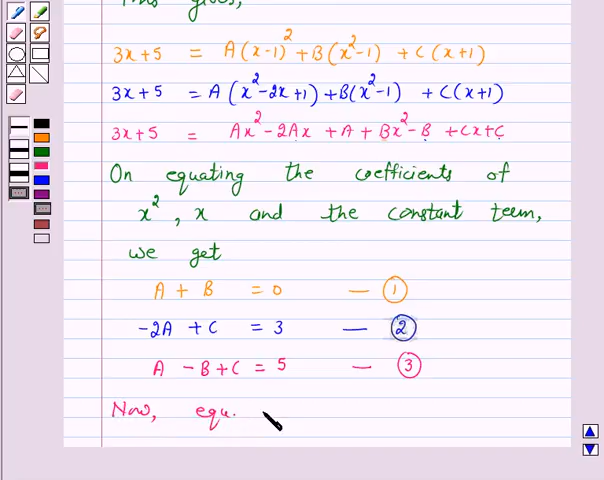 This gives,
3x+5 = A(x-1)² + B(x²-1) + C(x+1)
3x+5 = A(x²-2x+1) + B(x²-1) + C(x+1)
3x+5 = Ax²-2Ax + A + Bx²-B + Cx+C
On equating the coefficients of
x², x and the constant term,
we get
A + B = 0 — ①
-2A + C = 3 — ②
A - B + C = 5 — ③
Now, equ.